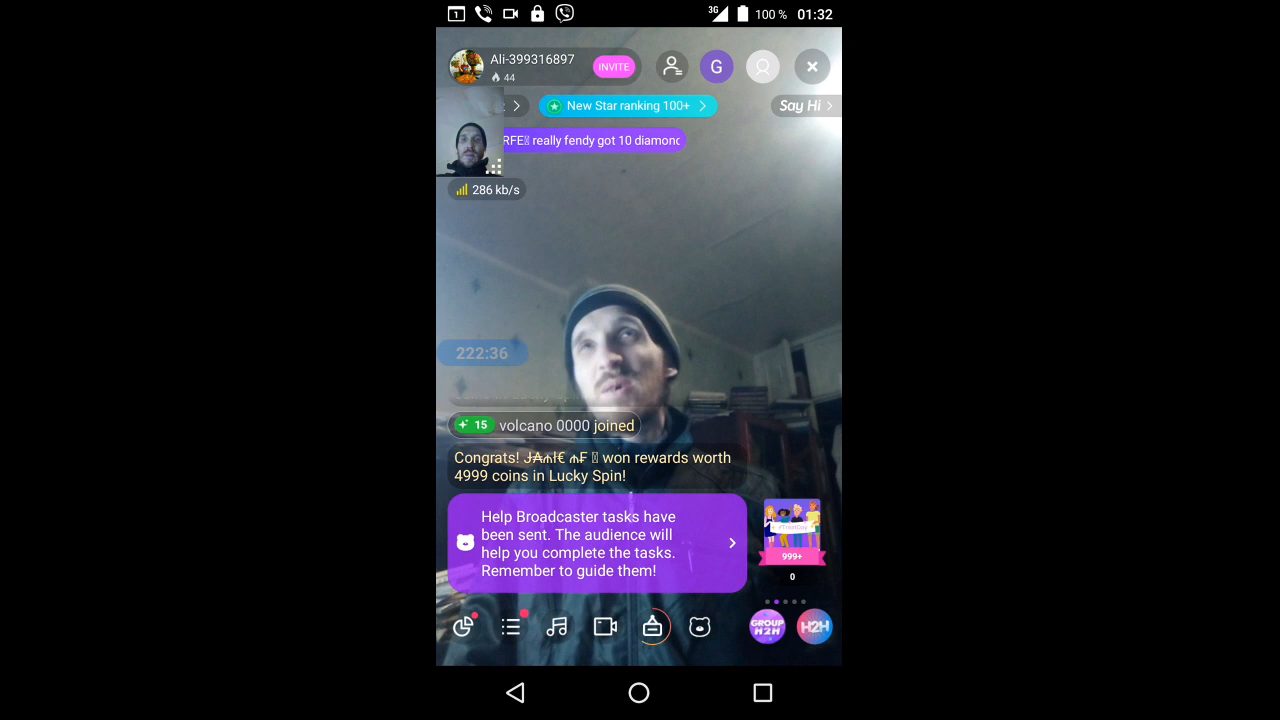 1
3G
100 %
01:32
Ali-399316897
44
INVITE
G
New Star ranking 100+
Say Hi
really fendy got 10 diamond
286 kb/s
222:36
15 volcano 0000 joined
Congrats! won rewards worth
4999 coins in Lucky Spin!
Help Broadcaster tasks have
been sent. The audience will
help you complete the tasks.
Remember to guide them!
999+
0
GROUP
H2H
H2H